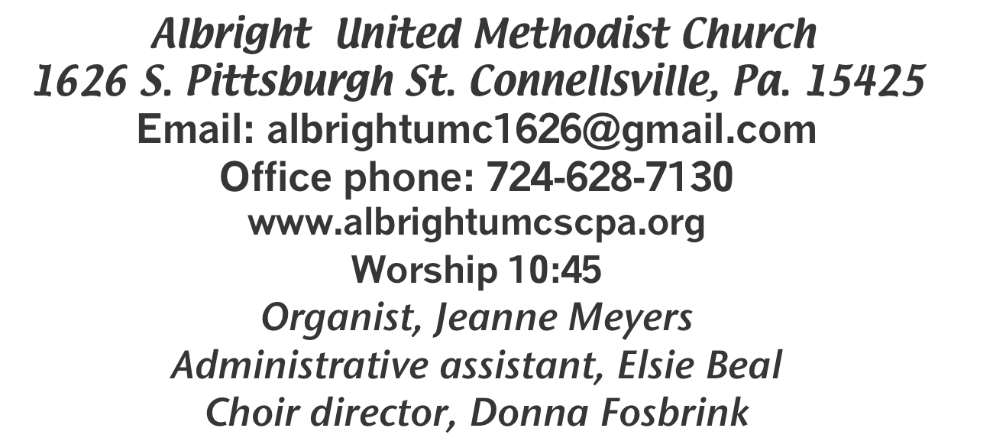 Albright United Methodist Church
1626 S. Pittsburgh St. Connellsville, Pa. 15425
Email: albrightumc1626@gmail.com
Office phone: 724-628-7130
www.albrightumcscpa.org
Worship 10:45
Organist, Jeanne Meyers
Administrative assistant, Elsie Beal
Choir director, Donna Fosbrink